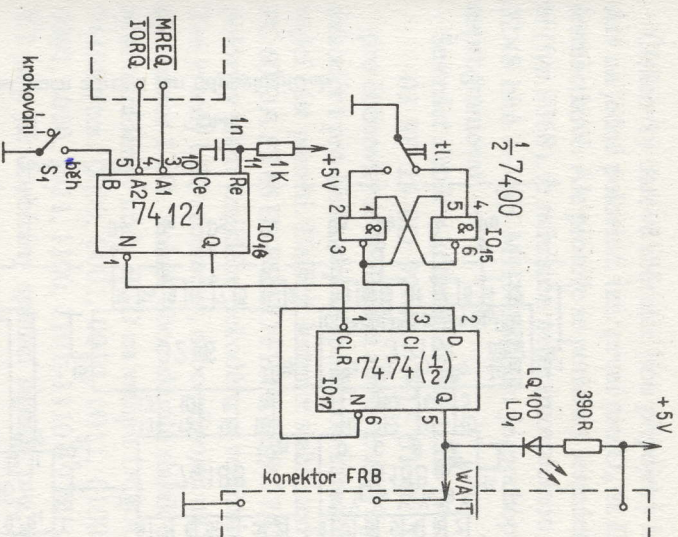 ½ 7400
tl.
4
5
&
6
IO₁₅
1
2
&
3
+5V
1K
1n
11
Re
10
Ce
3
4
A1
5
A2
B
74121
IO₁₆
Q
N
1
MREQ
IORQ
krokování
běh
S₁
2
D
3
Cl
1
CLR
7474(½)
Q
5
N
6
IO₁₇
+5V
390R
LQ100
LD₁
WAIT
konektor FRB